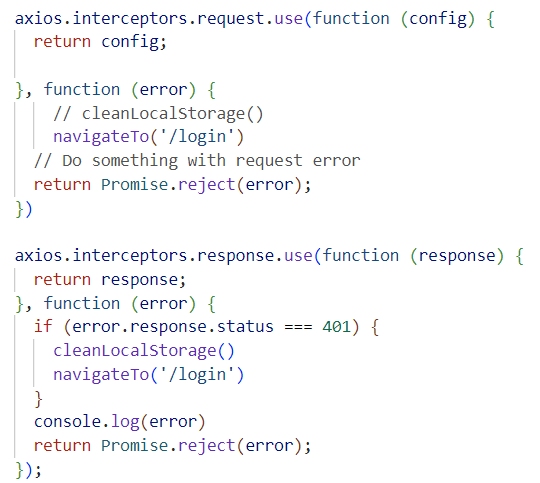 axios.interceptors.request.use(function (config) {
  return config;

}, function (error) {
    // cleanLocalStorage()
    navigateTo('/login')
  // Do something with request error
  return Promise.reject(error);
})

axios.interceptors.response.use(function (response) {
  return response;
}, function (error) {
  if (error.response.status === 401) {
    cleanLocalStorage()
    navigateTo('/login')
  }
  console.log(error)
  return Promise.reject(error);
});